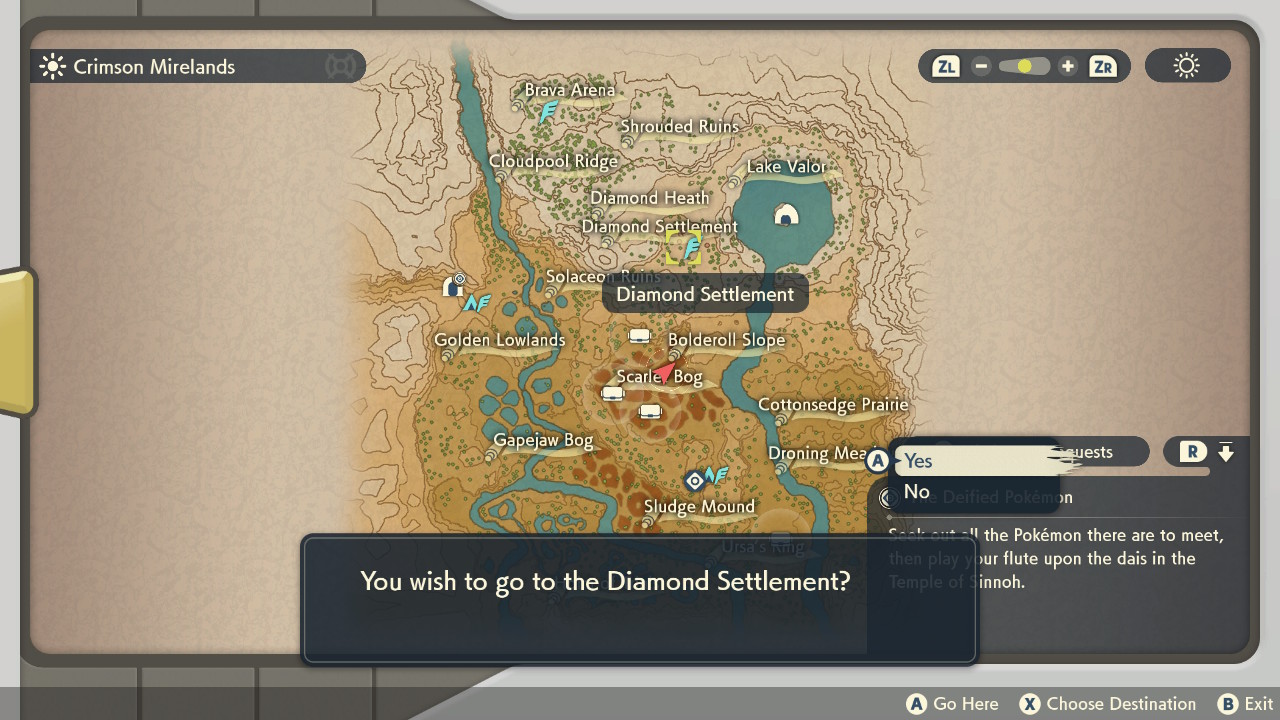 Crimson Mirelands
ZL
ZR
Brava Arena
Shrouded Ruins
Cloudpool Ridge
Lake Valor
Diamond Heath
Diamond Settlement
Solaceon Ruins
Diamond Settlement
Golden Lowlands
Bolderoll Slope
Scarlet Bog
Cottonsedge Prairie
Gapejaw Bog
Droning Mea
uests
R
A
Yes
No
Deified Pokémon
Sludge Mound
Seek out all the Pokémon there are to meet,
then play your flute upon the dais in the
Temple of Sinnoh.
Ursa's Ring
You wish to go to the Diamond Settlement?
A Go Here
X Choose Destination
B Exit